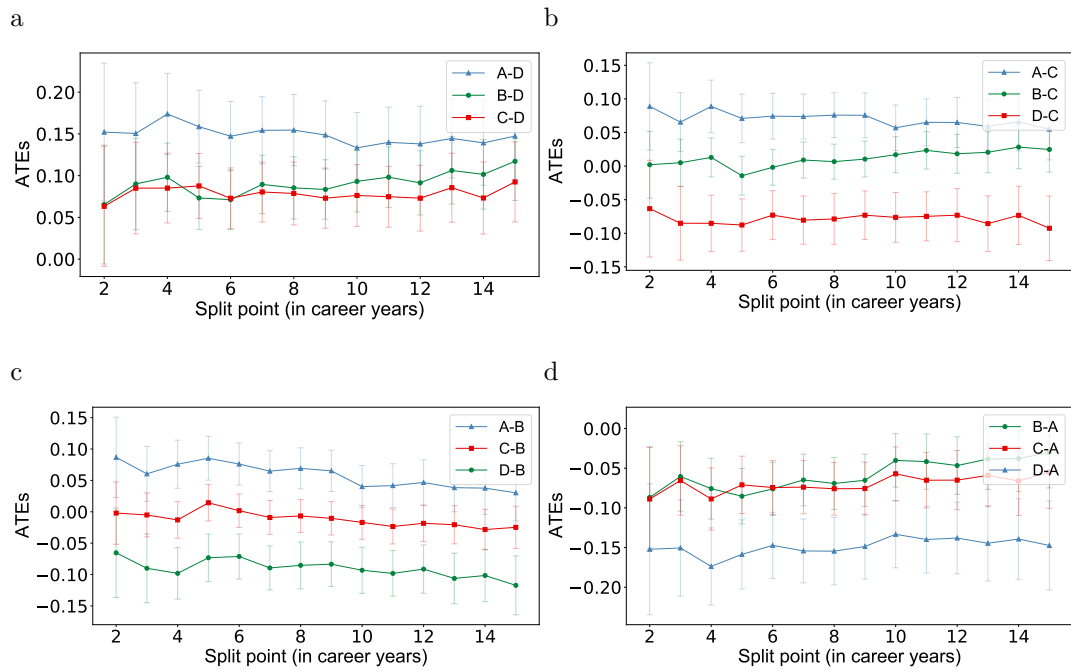 a
A-D
B-D
C-D
ATEs
0.20
0.15
0.10
0.05
0.00
2 4 6 8 10 12 14
Split point (in career years)
b
A-C
B-C
D-C
ATEs
0.15
0.10
0.05
0.00
−0.05
−0.10
−0.15
2 4 6 8 10 12 14
Split point (in career years)
c
A-B
C-B
D-B
ATEs
0.15
0.10
0.05
0.00
−0.05
−0.10
−0.15
2 4 6 8 10 12 14
Split point (in career years)
d
B-A
C-A
D-A
ATEs
0.00
−0.05
−0.10
−0.15
−0.20
2 4 6 8 10 12 14
Split point (in career years)